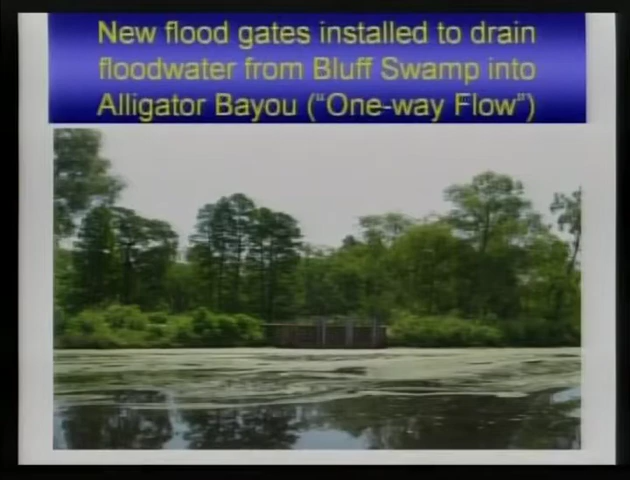 New flood gates installed to drain
floodwater from Bluff Swamp into
Alligator Bayou ("One-way Flow")